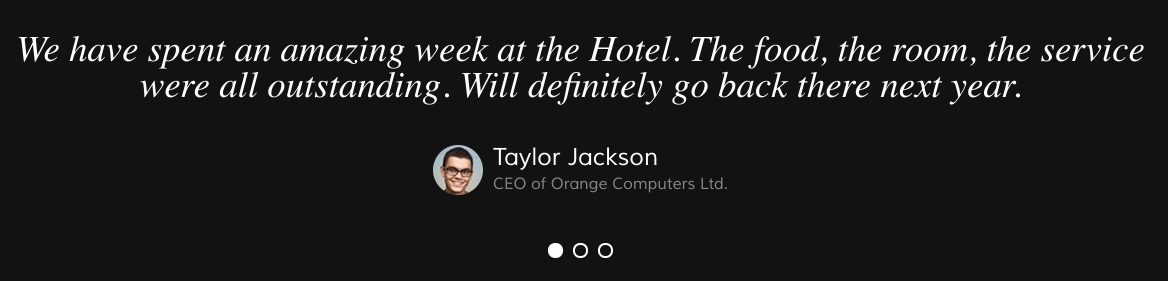 We have spent an amazing week at the Hotel. The food, the room, the service
were all outstanding. Will definitely go back there next year.
Taylor Jackson
CEO of Orange Computers Ltd.